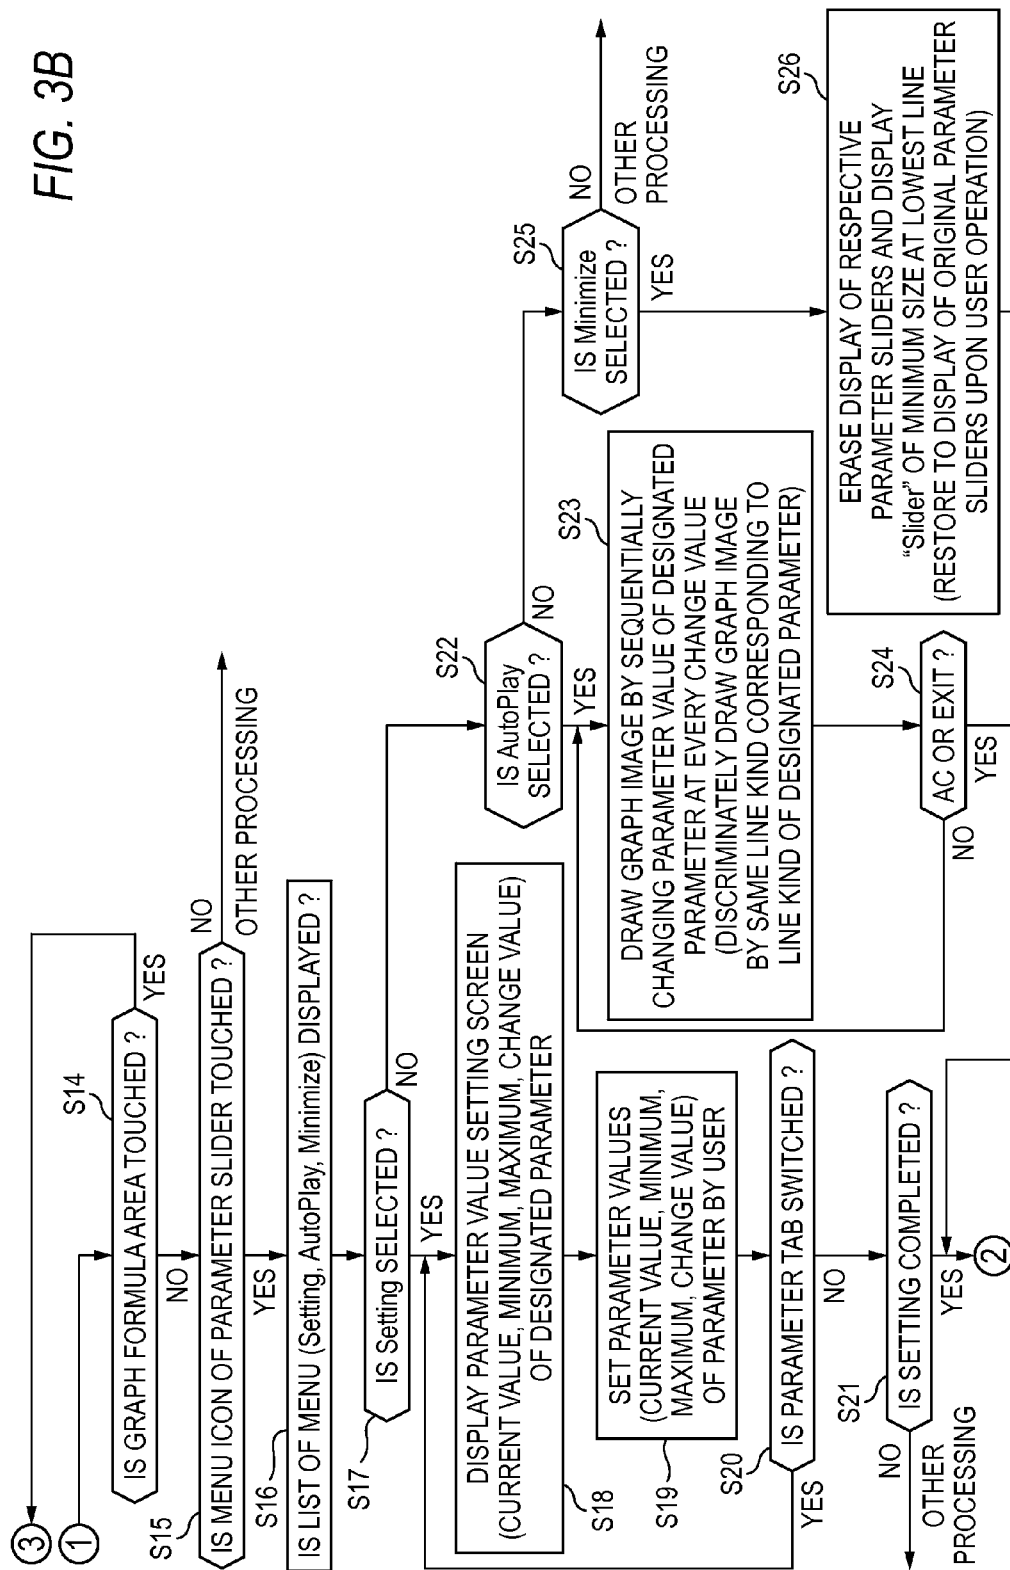 FIG. 3B
3
1
S14
IS GRAPH FORMULA AREA TOUCHED ?
YES
NO
S15
IS MENU ICON OF PARAMETER SLIDER TOUCHED ?
NO
OTHER PROCESSING
YES
S16
IS LIST OF MENU (Setting, AutoPlay, Minimize) DISPLAYED ?
S17
IS Setting SELECTED ?
NO
YES
S18
DISPLAY PARAMETER VALUE SETTING SCREEN
(CURRENT VALUE, MINIMUM, MAXIMUM, CHANGE VALUE)
OF DESIGNATED PARAMETER
S19
SET PARAMETER VALUES
(CURRENT VALUE, MINIMUM,
MAXIMUM, CHANGE VALUE)
OF PARAMETER BY USER
S20
IS PARAMETER TAB SWITCHED ?
YES
NO
S21
IS SETTING COMPLETED ?
NO
OTHER
PROCESSING
YES
2
S22
IS AutoPlay
SELECTED ?
NO
YES
S23
DRAW GRAPH IMAGE BY SEQUENTIALLY
CHANGING PARAMETER VALUE OF DESIGNATED
PARAMETER AT EVERY CHANGE VALUE
(DISCRIMINATELY DRAW GRAPH IMAGE
BY SAME LINE KIND CORRESPONDING TO
LINE KIND OF DESIGNATED PARAMETER)
S24
AC OR EXIT ?
NO
YES
S25
IS Minimize
SELECTED ?
NO
OTHER
PROCESSING
YES
S26
ERASE DISPLAY OF RESPECTIVE
PARAMETER SLIDERS AND DISPLAY
“Slider” OF MINIMUM SIZE AT LOWEST LINE
(RESTORE TO DISPLAY OF ORIGINAL PARAMETER
SLIDERS UPON USER OPERATION)